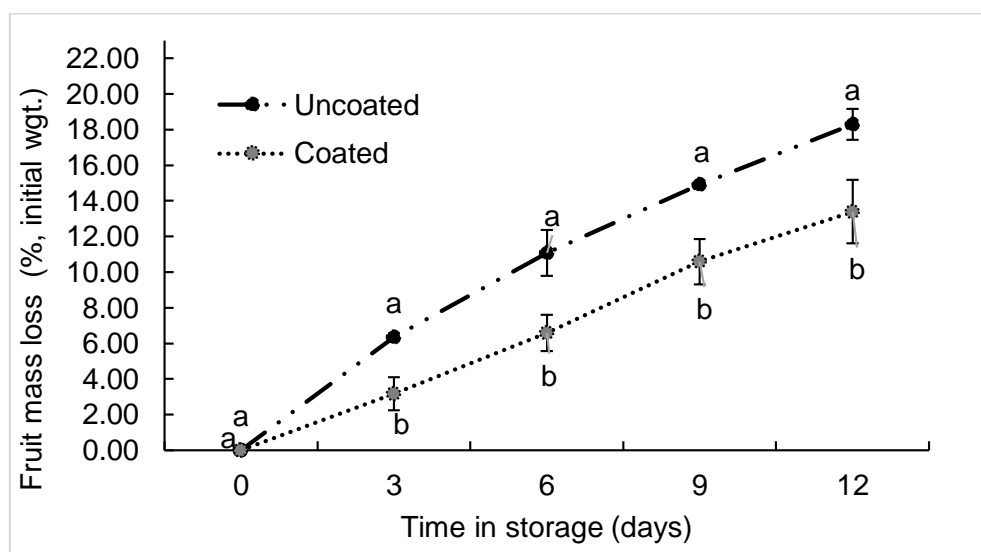 Fruit mass loss (%, initial wgt.)
22.00
20.00
18.00
16.00
14.00
12.00
10.00
8.00
6.00
4.00
2.00
0.00
Uncoated
Coated
a
a
a
b
a
b
a
b
a
b
0 3 6 9 12
Time in storage (days)